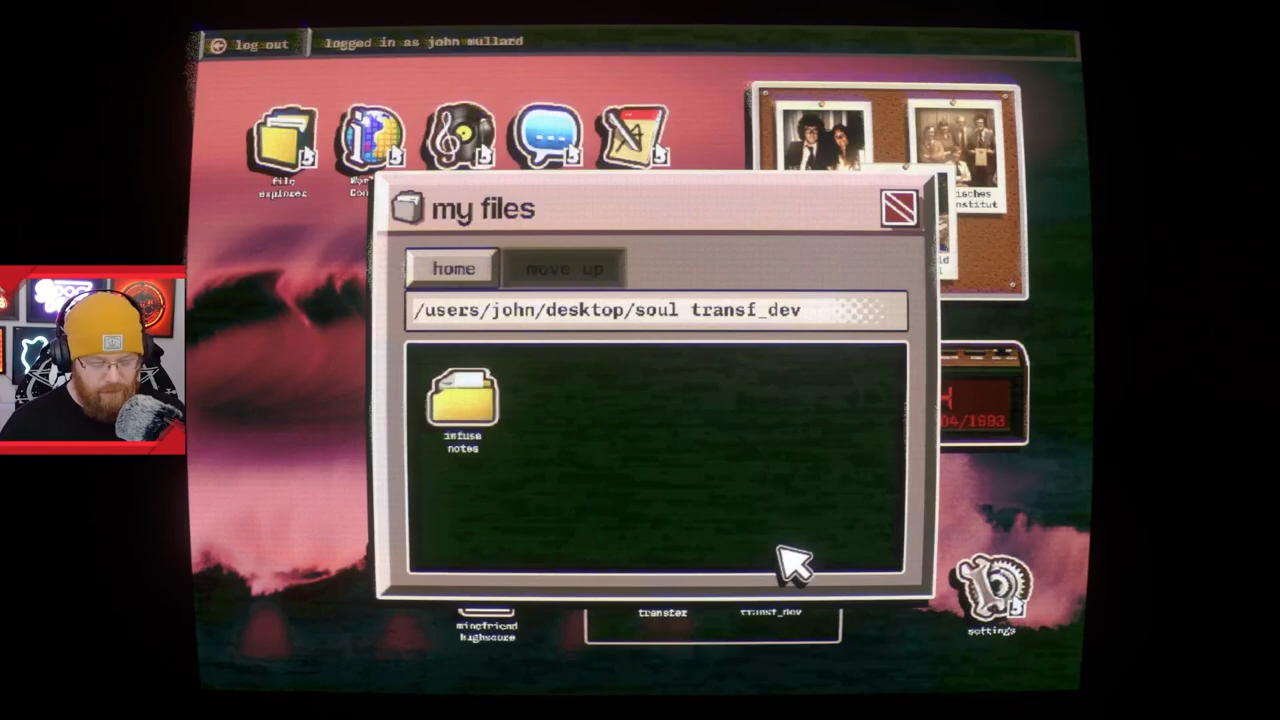 log out
logged in as john mullard
file
explorer
my files
home
move up
/users/john/desktop/soul transf_dev
infuse
notes
04/1993
transfer
transf_dev
minefriend
highscore
settings